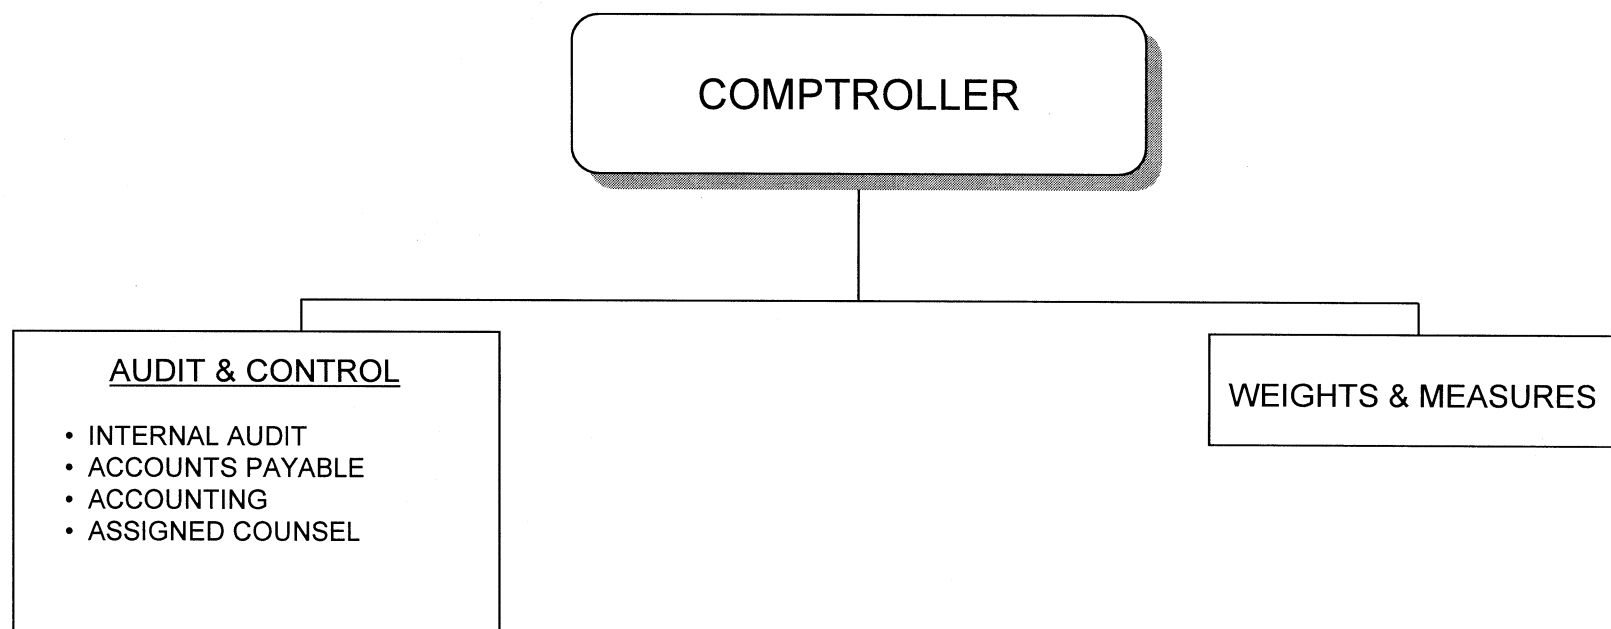 COMPTROLLER
AUDIT & CONTROL
• INTERNAL AUDIT
• ACCOUNTS PAYABLE
• ACCOUNTING
• ASSIGNED COUNSEL
WEIGHTS & MEASURES